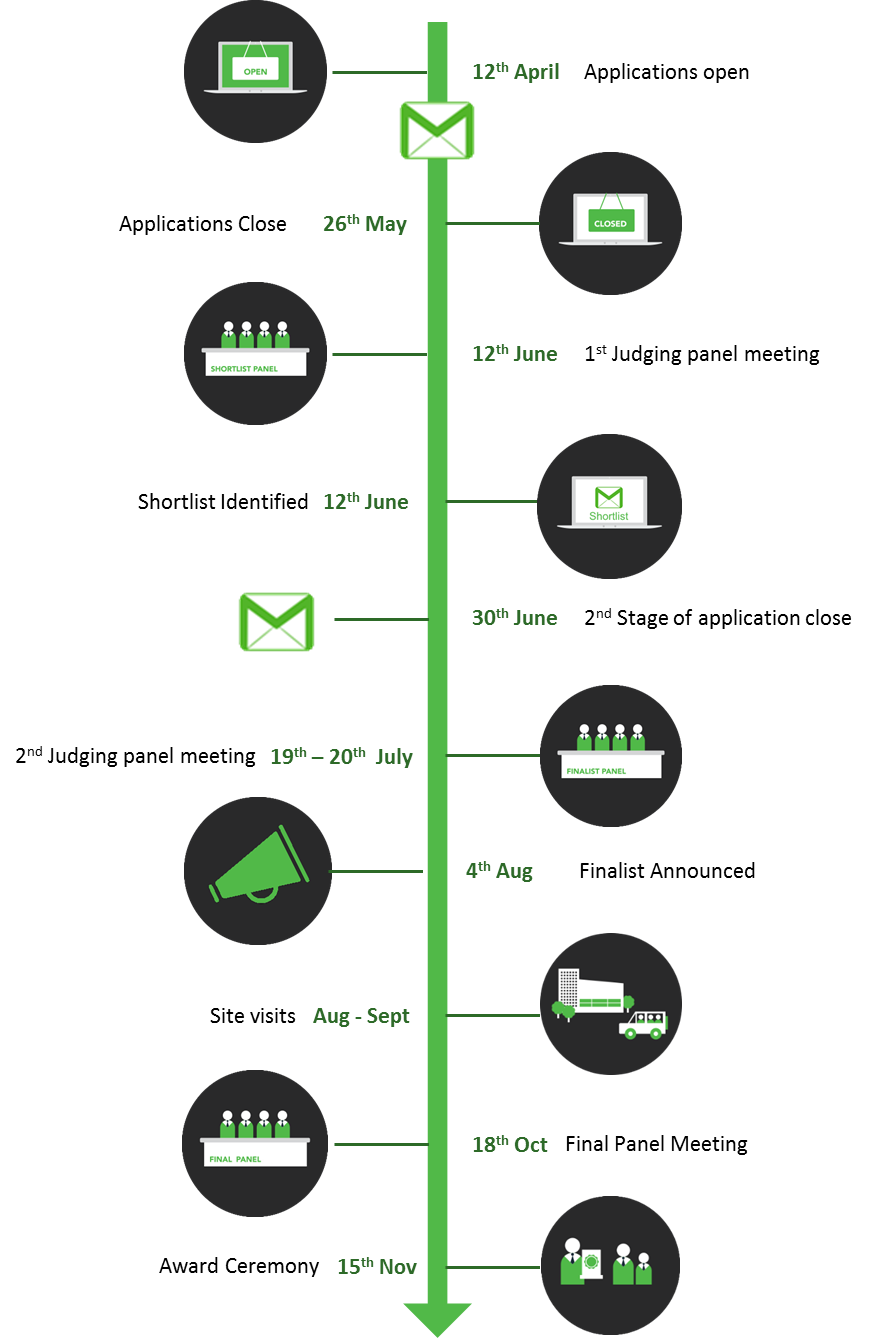 OPEN
12th April Applications open
Applications Close 26th May
CLOSED
SHORTLIST PANEL
12th June 1st Judging panel meeting
Shortlist Identified 12th June
Shortlist
30th June 2nd Stage of application close
2nd Judging panel meeting 19th – 20th July
FINALIST PANEL
4th Aug Finalist Announced
Site visits Aug - Sept
FINAL PANEL
18th Oct Final Panel Meeting
Award Ceremony 15th Nov